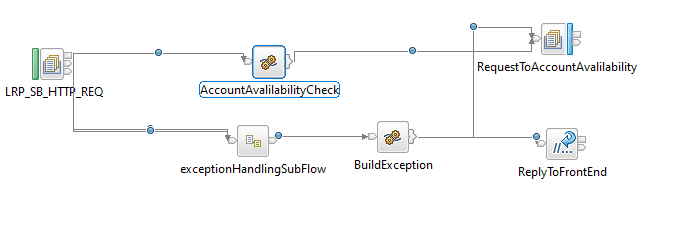 LRP_SB_HTTP_REQ
AccountAvalilabilityCheck
RequestToAccountAvalilability
exceptionHandlingSubFlow
BuildException
ReplyToFrontEnd